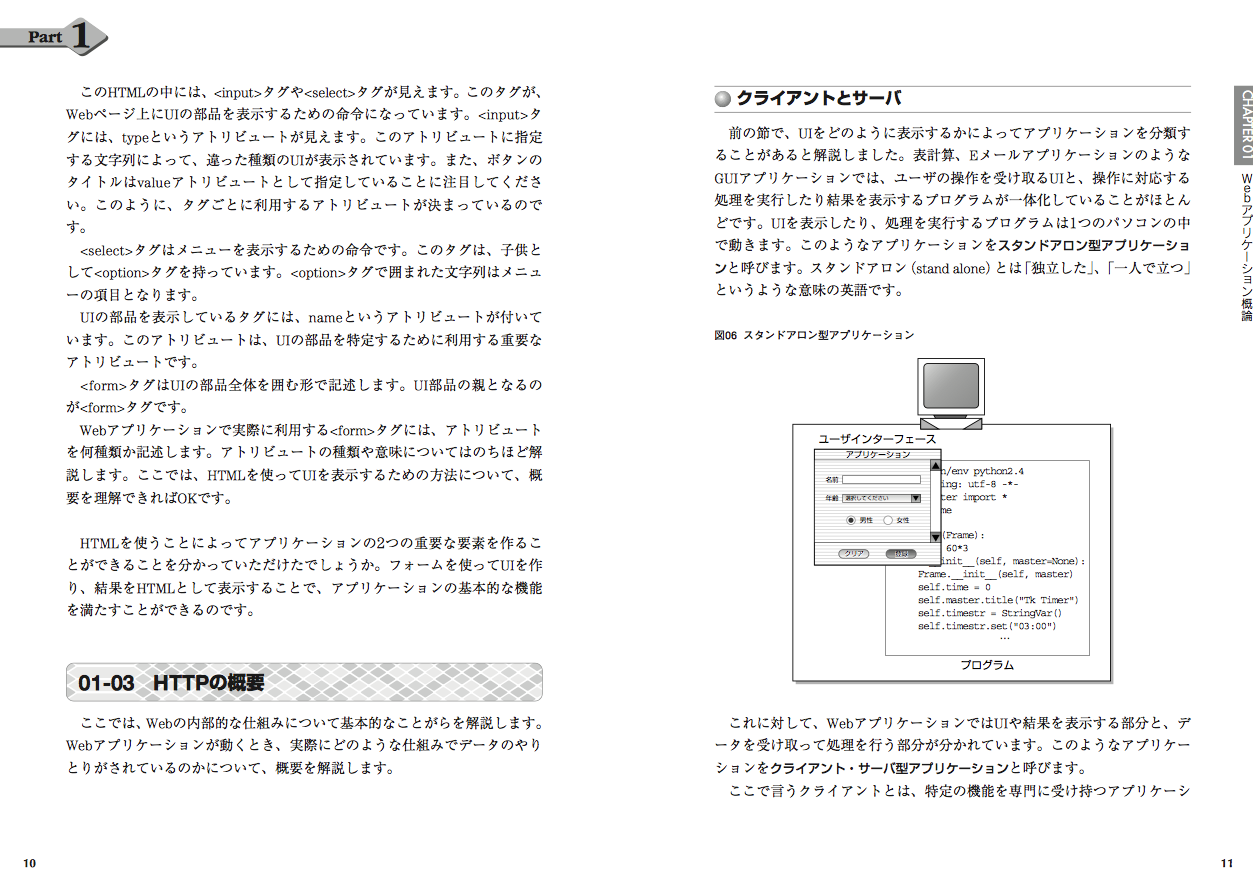 Part 1
このHTMLの中には、<input>タグや<select>タグが見えます。このタグが、
Webページ上にUIの部品を表示するための命令になっています。<input>タ
グには、typeというアトリビュートが見えます。このアトリビュートに指定
する文字列によって、違った種類のUIが表示されています。また、ボタンの
タイトルはvalueアトリビュートとして指定していることに注目してくださ
い。このように、タグごとに利用するアトリビュートが決まっているので
す。
<select>タグはメニューを表示するための命令です。このタグは、子供と
して<option>タグを持っています。<option>タグで囲まれた文字列はメニュ
ーの項目となります。
UIの部品を表示しているタグには、nameというアトリビュートが付いて
います。このアトリビュートは、UIの部品を特定するために利用する重要な
アトリビュートです。
<form>タグはUIの部品全体を囲む形で記述します。UI部品の親となるの
が<form>タグです。
Webアプリケーションで実際に利用する<form>タグには、アトリビュート
を何種類か記述します。アトリビュートの種類や意味についてはのちほど解
説します。ここでは、HTMLを使ってUIを表示するための方法について、概
要を理解できればOKです。
HTMLを使うことによってアプリケーションの2つの重要な要素を作るこ
とができることを分かっていただけたでしょうか。フォームを使ってUIを作
り、結果をHTMLとして表示することで、アプリケーションの基本的な機能
を満たすことができるのです。
01-03 HTTPの概要
ここでは、Webの内部的な仕組みについて基本的なことがらを解説します。
Webアプリケーションが動くとき、実際にどのような仕組みでデータのやり
とりがされているのかについて、概要を解説します。
10
クライアントとサーバ
前の節で、UIをどのように表示するかによってアプリケーションを分類す
ることがあると解説しました。表計算、Eメールアプリケーションのような
GUIアプリケーションでは、ユーザの操作を受け取るUIと、操作に対応する
処理を実行したり結果を表示するプログラムが一体化していることがほとん
どです。UIを表示したり、処理を実行するプログラムは1つのパソコンの中
で動きます。このようなアプリケーションをスタンドアロン型アプリケーショ
ンと呼びます。スタンドアロン（stand alone）とは「独立した」、「一人で立つ」
というような意味の英語です。
図06 スタンドアロン型アプリケーション
ユーザインターフェース
アプリケーション
名前
年齢 選択してください
男性 女性
クリア 登録
n/env python2.4
ing: utf-8 -*-
ter import *
me
(Frame):
60*3
__init__(self, master=None):
Frame.__init__(self, master)
self.time = 0
self.master.title("Tk Timer")
self.timestr = StringVar()
self.timestr.set("03:00")
…
プログラム
これに対して、WebアプリケーションではUIや結果を表示する部分と、デ
ータを受け取って処理を行う部分が分かれています。このようなアプリケー
ションをクライアント・サーバ型アプリケーションと呼びます。
ここで言うクライアントとは、特定の機能を専門に受け持つアプリケーシ
CHAPTER 01
Webアプリケーション概論
11